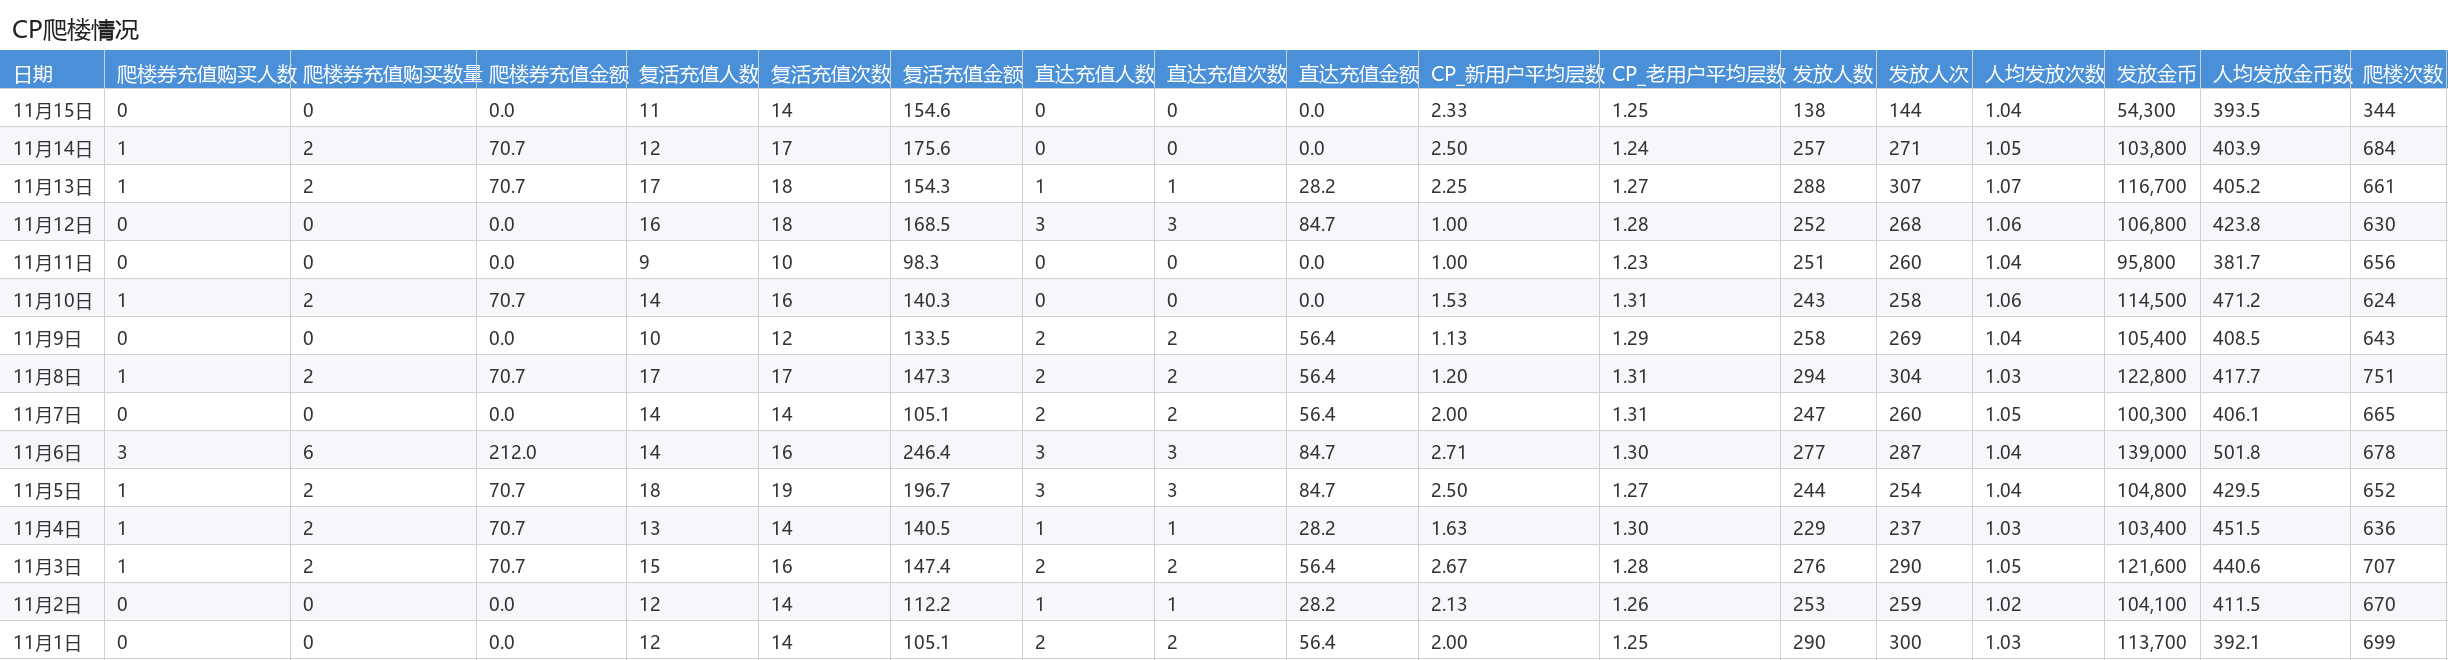 CP爬楼情况
日期 爬楼券充值购买人数 爬楼券充值购买数量 爬楼券充值金额 复活充值人数 复活充值次数 复活充值金额 直达充值人数 直达充值次数 直达充值金额 CP_新用户平均层数 CP_老用户平均层数 发放人数 发放人次 人均发放次数 发放金币 人均发放金币数 爬楼次数
11月15日 0 0 0.0 11 14 154.6 0 0 0.0 2.33 1.25 138 144 1.04 54,300 393.5 344
11月14日 1 2 70.7 12 17 175.6 0 0 0.0 2.50 1.24 257 271 1.05 103,800 403.9 684
11月13日 1 2 70.7 17 18 154.3 1 1 28.2 2.25 1.27 288 307 1.07 116,700 405.2 661
11月12日 0 0 0.0 16 18 168.5 3 3 84.7 1.00 1.28 252 268 1.06 106,800 423.8 630
11月11日 0 0 0.0 9 10 98.3 0 0 0.0 1.00 1.23 251 260 1.04 95,800 381.7 656
11月10日 1 2 70.7 14 16 140.3 0 0 0.0 1.53 1.31 243 258 1.06 114,500 471.2 624
11月9日 0 0 0.0 10 12 133.5 2 2 56.4 1.13 1.29 258 269 1.04 105,400 408.5 643
11月8日 1 2 70.7 17 17 147.3 2 2 56.4 1.20 1.31 294 304 1.03 122,800 417.7 751
11月7日 0 0 0.0 14 14 105.1 2 2 56.4 2.00 1.31 247 260 1.05 100,300 406.1 665
11月6日 3 6 212.0 14 16 246.4 3 3 84.7 2.71 1.30 277 287 1.04 139,000 501.8 678
11月5日 1 2 70.7 18 19 196.7 3 3 84.7 2.50 1.27 244 254 1.04 104,800 429.5 652
11月4日 1 2 70.7 13 14 140.5 1 1 28.2 1.63 1.30 229 237 1.03 103,400 451.5 636
11月3日 1 2 70.7 15 16 147.4 2 2 56.4 2.67 1.28 276 290 1.05 121,600 440.6 707
11月2日 0 0 0.0 12 14 112.2 1 1 28.2 2.13 1.26 253 259 1.02 104,100 411.5 670
11月1日 0 0 0.0 12 14 105.1 2 2 56.4 2.00 1.25 290 300 1.03 113,700 392.1 699